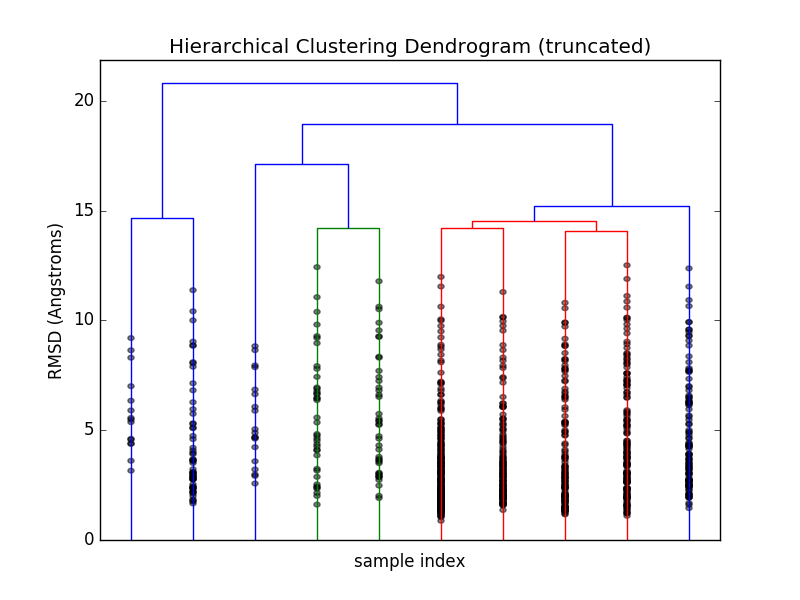 Hierarchical Clustering Dendrogram (truncated)
20
15
10
5
0
RMSD (Angstroms)
sample index